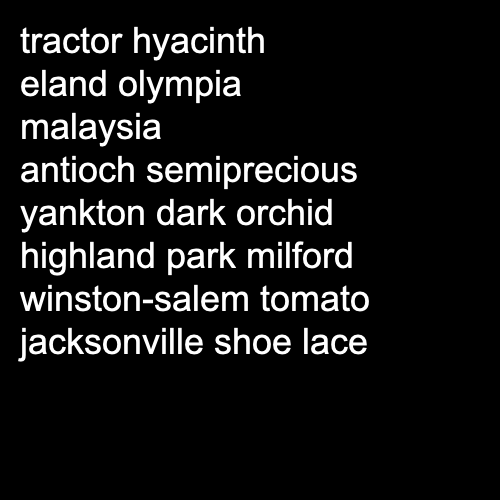 tractor hyacinth
eland olympia
malaysia
antioch semiprecious
yankton dark orchid
highland park milford
winston-salem tomato
jacksonville shoe lace